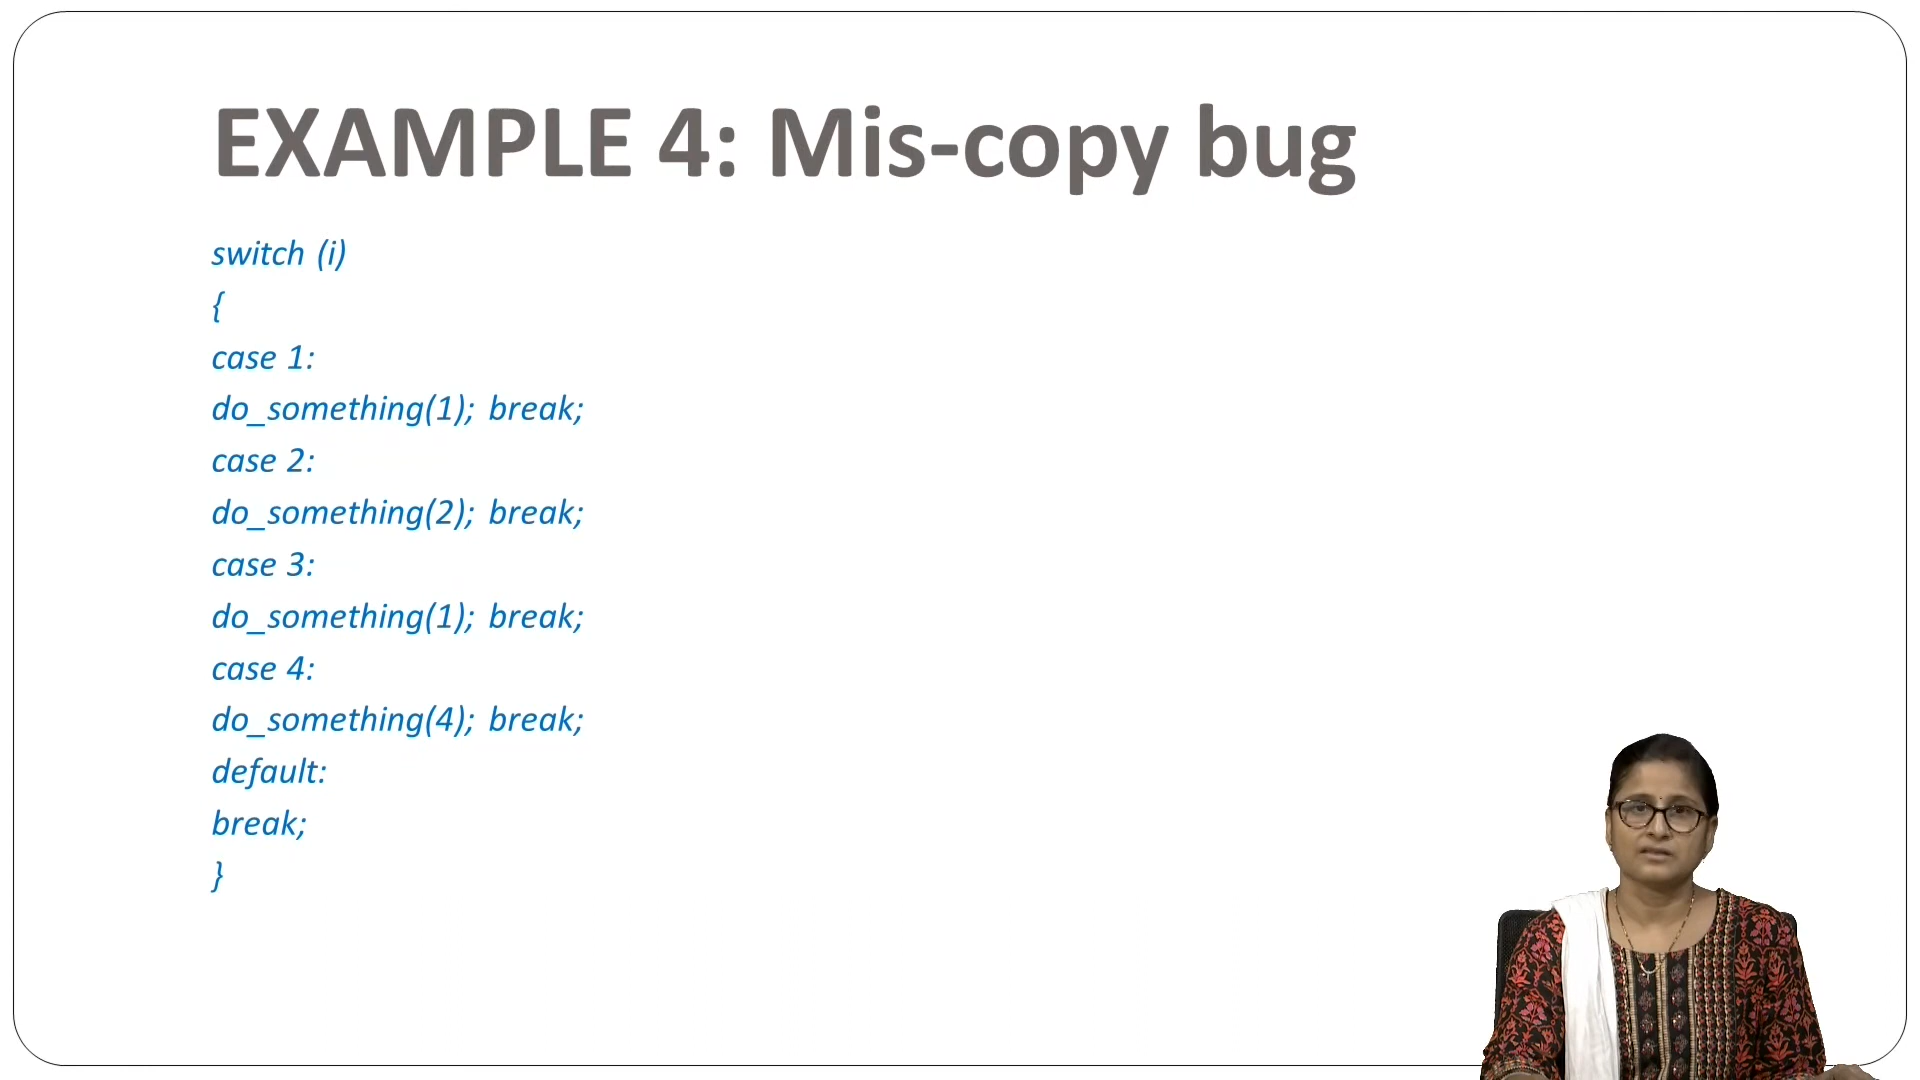 EXAMPLE 4: Mis-copy bug
switch (i)
{
case 1:
do_something(1); break;
case 2:
do_something(2); break;
case 3:
do_something(1); break;
case 4:
do_something(4); break;
default:
break;
}